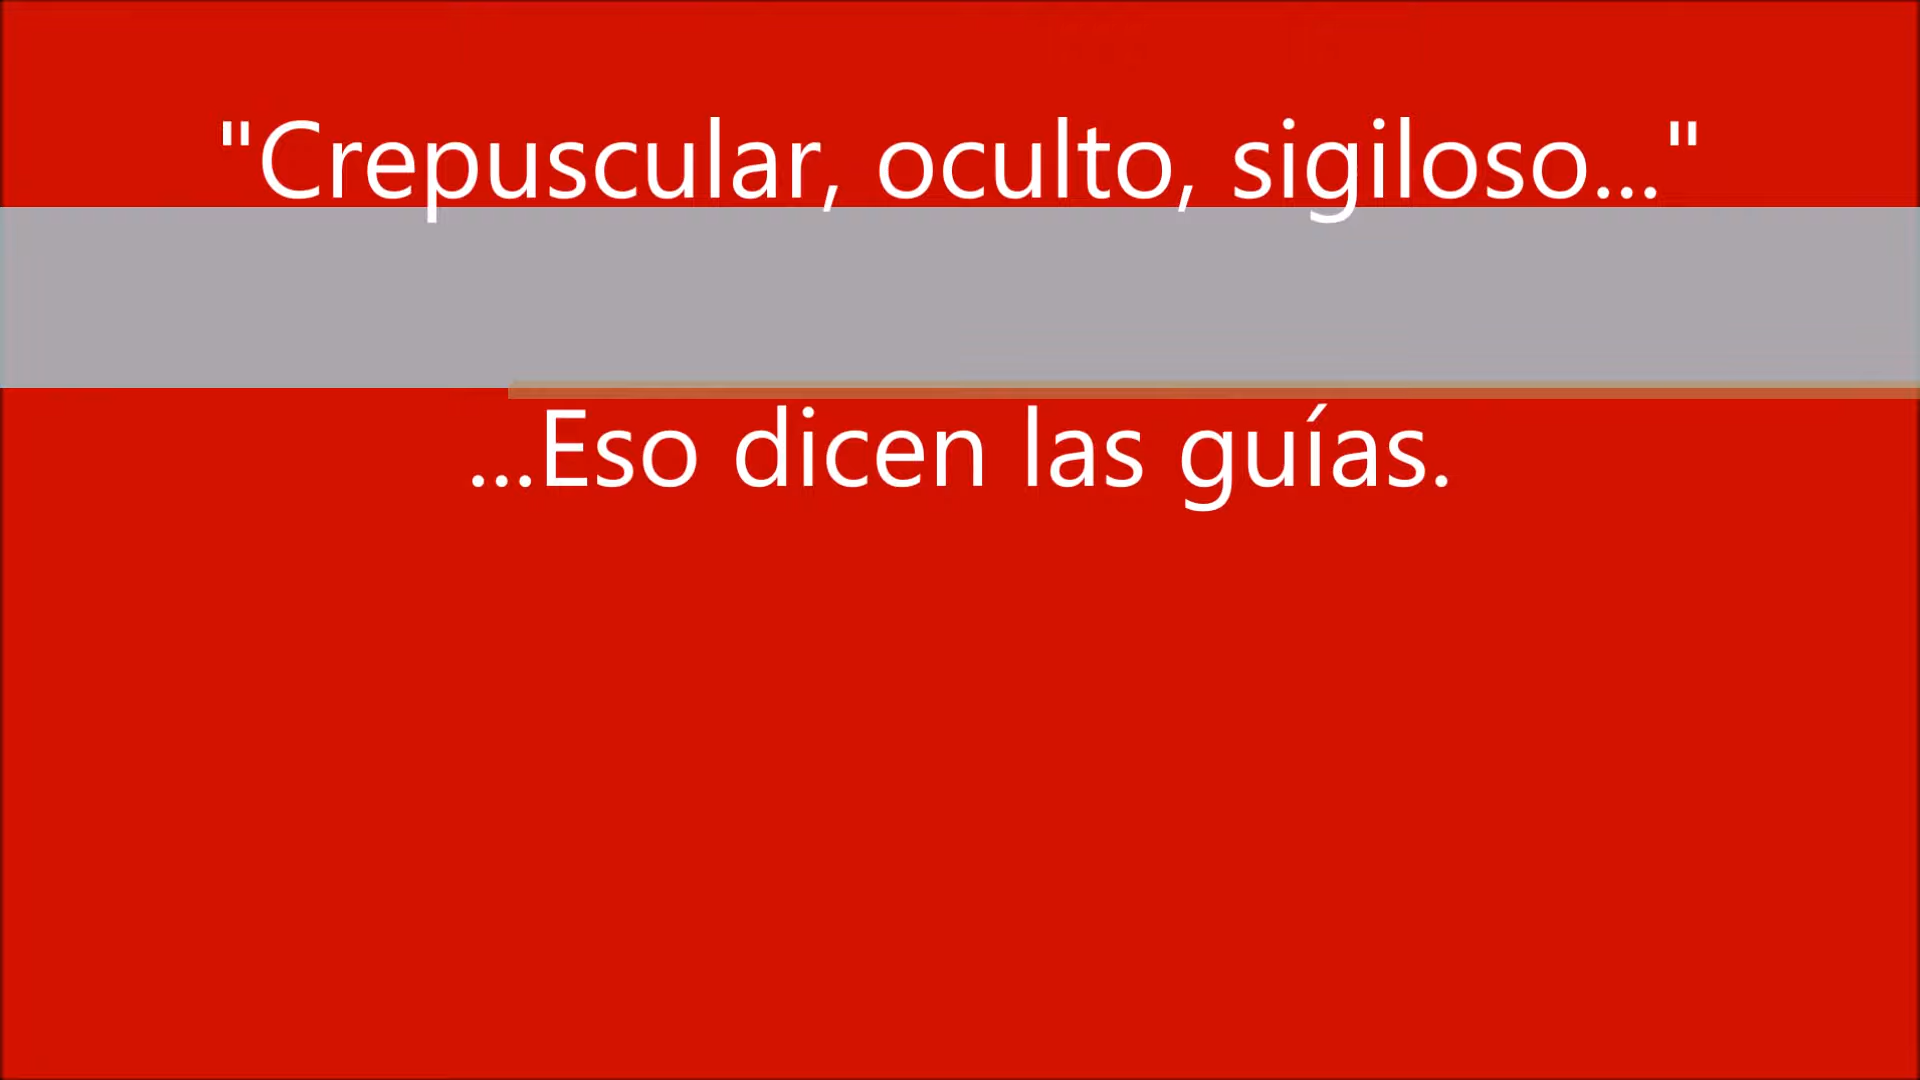 "Crepuscular, oculto, sigiloso..."
...Eso dicen las guías.